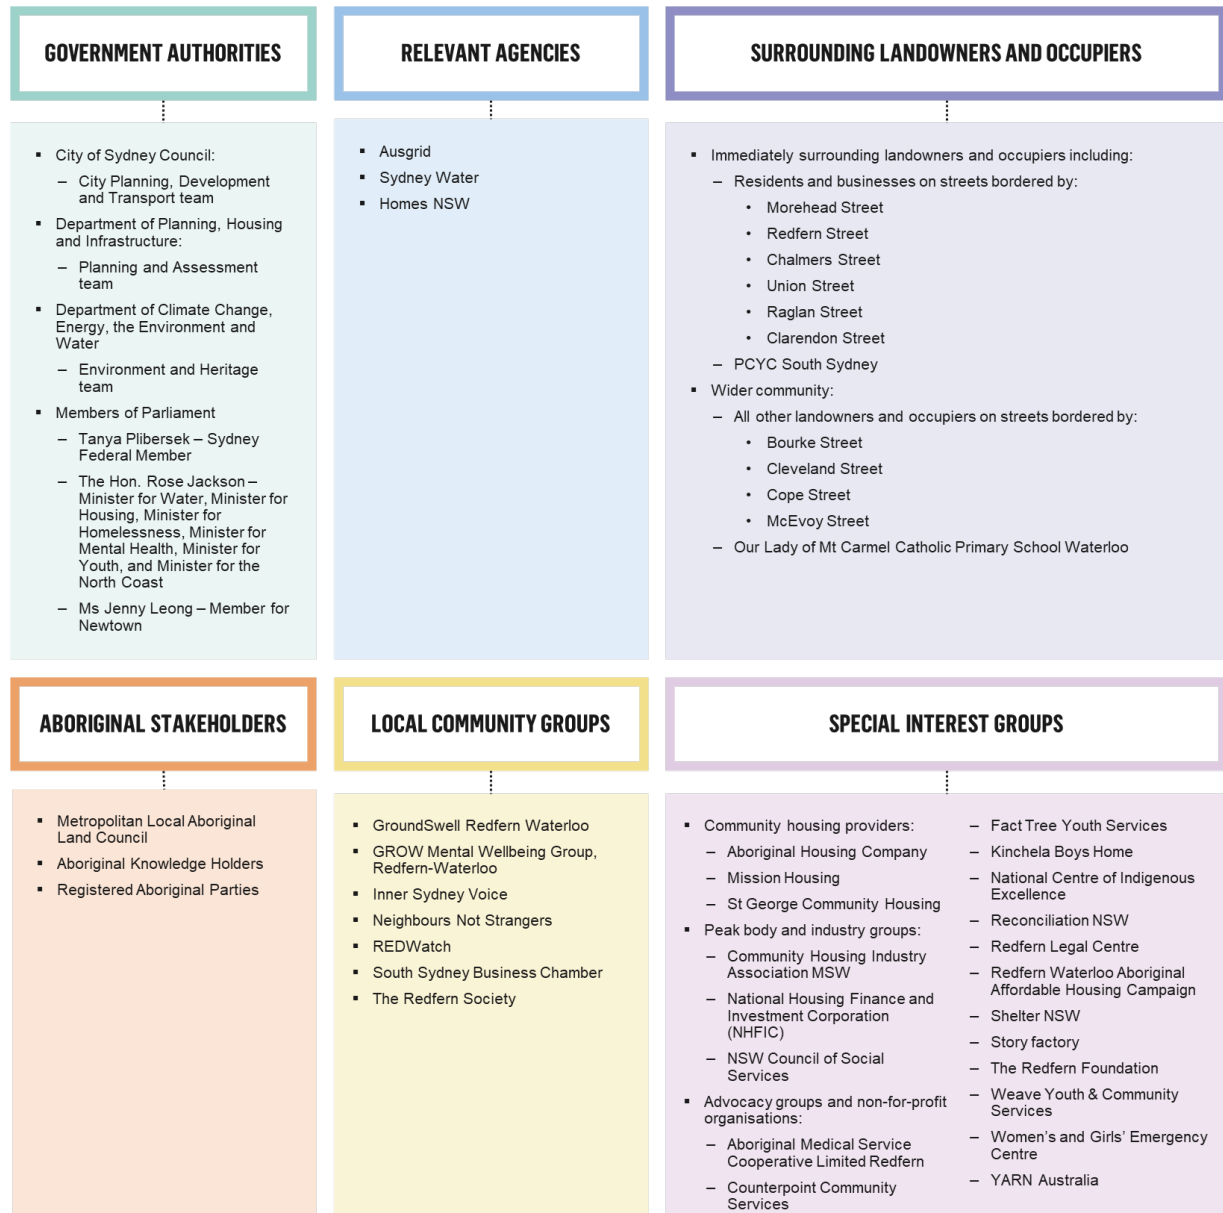 GOVERNMENT AUTHORITIES
▪ City of Sydney Council:
– City Planning, Development
and Transport team
▪ Department of Planning, Housing
and Infrastructure:
– Planning and Assessment
team
▪ Department of Climate Change,
Energy, the Environment and
Water
– Environment and Heritage
team
▪ Members of Parliament
– Tanya Plibersek – Sydney
Federal Member
– The Hon. Rose Jackson –
Minister for Water, Minister for
Housing, Minister for
Homelessness, Minister for
Mental Health, Minister for
Youth, and Minister for the
North Coast
– Ms Jenny Leong – Member for
Newtown
RELEVANT AGENCIES
▪ Ausgrid
▪ Sydney Water
▪ Homes NSW
SURROUNDING LANDOWNERS AND OCCUPIERS
▪ Immediately surrounding landowners and occupiers including:
– Residents and businesses on streets bordered by:
• Morehead Street
• Redfern Street
• Chalmers Street
• Union Street
• Raglan Street
• Clarendon Street
– PCYC South Sydney
▪ Wider community:
– All other landowners and occupiers on streets bordered by:
• Bourke Street
• Cleveland Street
• Cope Street
• McEvoy Street
– Our Lady of Mt Carmel Catholic Primary School Waterloo
ABORIGINAL STAKEHOLDERS
▪ Metropolitan Local Aboriginal
Land Council
▪ Aboriginal Knowledge Holders
▪ Registered Aboriginal Parties
LOCAL COMMUNITY GROUPS
▪ GroundSwell Redfern Waterloo
▪ GROW Mental Wellbeing Group,
Redfern-Waterloo
▪ Inner Sydney Voice
▪ Neighbours Not Strangers
▪ REDWatch
▪ South Sydney Business Chamber
▪ The Redfern Society
SPECIAL INTEREST GROUPS
▪ Community housing providers:
– Aboriginal Housing Company
– Mission Housing
– St George Community Housing
▪ Peak body and industry groups:
– Community Housing Industry
Association MSW
– National Housing Finance and
Investment Corporation
(NHFIC)
– NSW Council of Social
Services
▪ Advocacy groups and non-for-profit
organisations:
– Aboriginal Medical Service
Cooperative Limited Redfern
– Counterpoint Community
Services
– Fact Tree Youth Services
– Kinchela Boys Home
– National Centre of Indigenous
Excellence
– Reconciliation NSW
– Redfern Legal Centre
– Redfern Waterloo Aboriginal
Affordable Housing Campaign
– Shelter NSW
– Story factory
– The Redfern Foundation
– Weave Youth & Community
Services
– Women's and Girls' Emergency
Centre
– YARN Australia